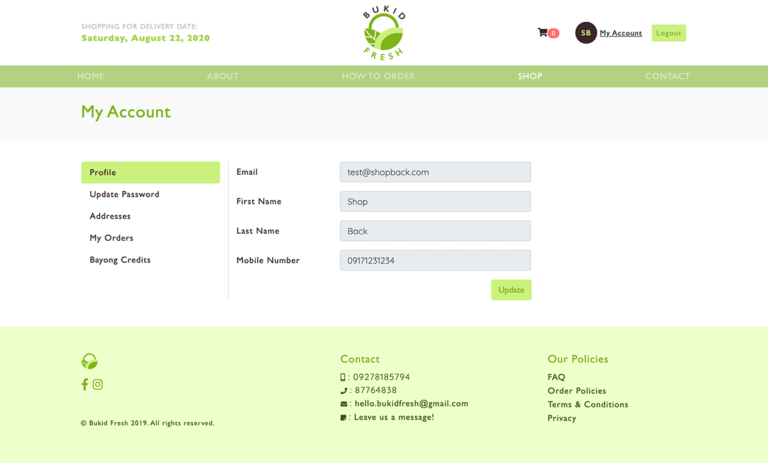 SHOPPING FOR DELIVERY DATE:
Saturday, August 22, 2020
BUKID
FRESH
0
SB
My Account
Logout
HOME
ABOUT
HOW TO ORDER
SHOP
CONTACT
My Account
Profile
Update Password
Addresses
My Orders
Bayong Credits
Email
test@shopback.com
First Name
Shop
Last Name
Back
Mobile Number
09171231234
Update
© Bukid Fresh 2019. All rights reserved.
Contact
: 09278185794
: 87764838
: hello.bukidfresh@gmail.com
: Leave us a message!
Our Policies
FAQ
Order Policies
Terms & Conditions
Privacy